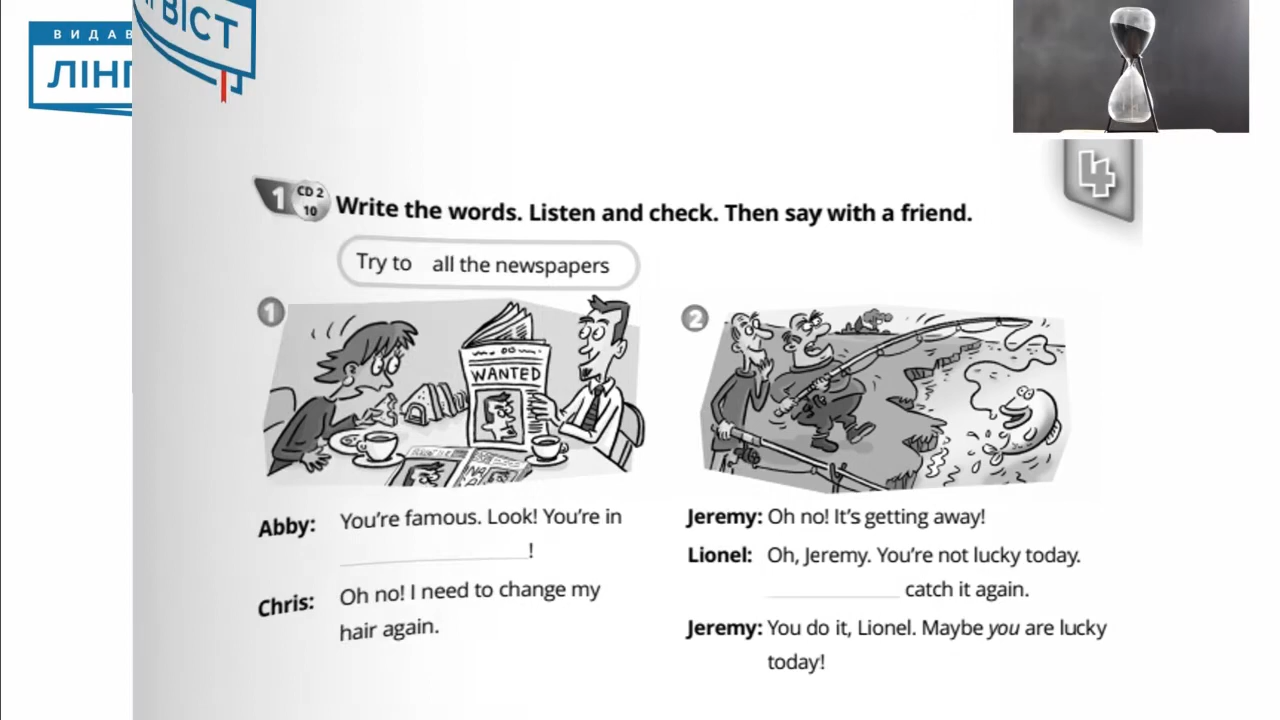 ВИДАВ
ЛІНГ
ВІСТ
4
1 CD 2 10 Write the words. Listen and check. Then say with a friend.
Try to all the newspapers
1
WANTED
Abby: You're famous. Look! You're in
!
Chris: Oh no! I need to change my
hair again.
2
Jeremy: Oh no! It's getting away!
Lionel: Oh, Jeremy. You're not lucky today.
catch it again.
Jeremy: You do it, Lionel. Maybe you are lucky
today!